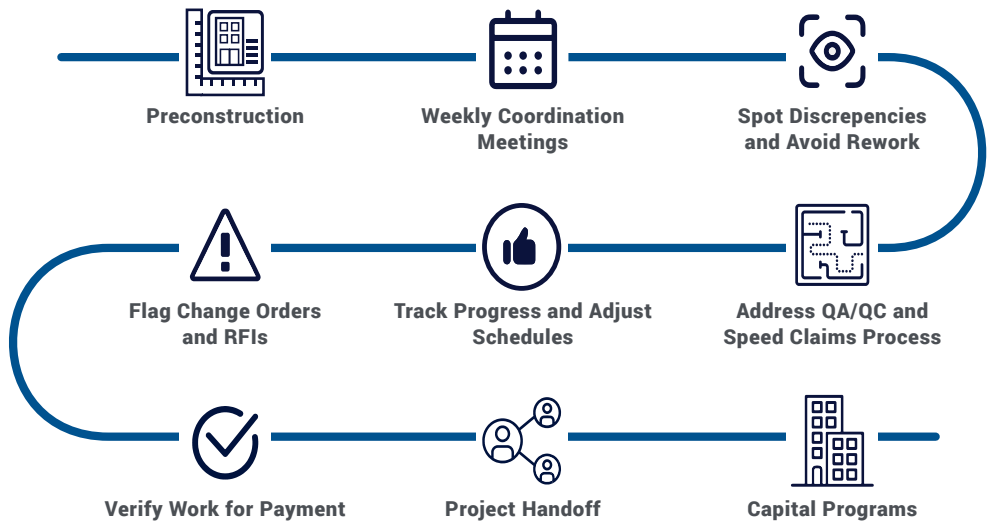 Preconstruction
Weekly Coordination
Meetings
Spot Discrepencies
and Avoid Rework
Flag Change Orders
and RFIs
Track Progress and Adjust
Schedules
Address QA/QC and
Speed Claims Process
Verify Work for Payment
Project Handoff
Capital Programs